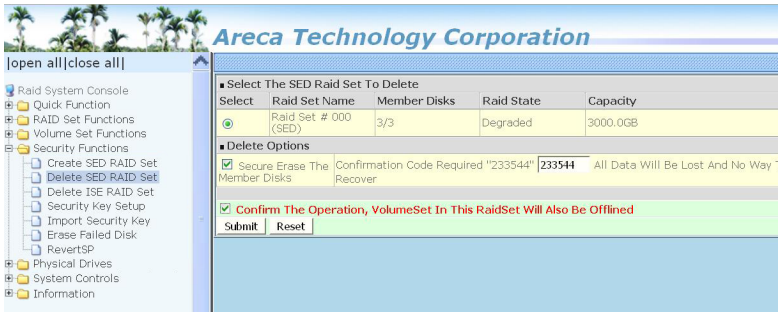 Areca Technology Corporation
|open all|close all|
Raid System Console
Quick Function
RAID Set Functions
Volume Set Functions
Security Functions
Create SED RAID Set
Delete SED RAID Set
Delete ISE RAID Set
Security Key Setup
Import Security Key
Erase Failed Disk
RevertSP
Physical Drives
System Controls
Information
Select The SED Raid Set To Delete
Select Raid Set Name Member Disks Raid State Capacity
Raid Set # 000 (SED) 3/3 Degraded 3000.0GB
Delete Options
Secure Erase The Member Disks
Confirmation Code Required "233544" 233544 All Data Will Be Lost And No Way
Recover
Confirm The Operation, VolumeSet In This RaidSet Will Also Be Offlined
Submit Reset